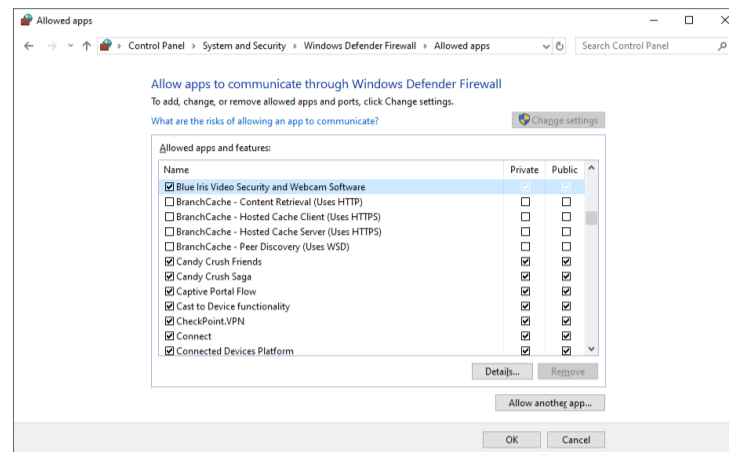 Allowed apps
Control Panel > System and Security > Windows Defender Firewall > Allowed apps
Search Control Panel
Allow apps to communicate through Windows Defender Firewall
To add, change, or remove allowed apps and ports, click Change settings.
What are the risks of allowing an app to communicate?
Change settings
Allowed apps and features:
Name Private Public
Blue Iris Video Security and Webcam Software
BranchCache - Content Retrieval (Uses HTTP)
BranchCache - Hosted Cache Client (Uses HTTPS)
BranchCache - Hosted Cache Server (Uses HTTPS)
BranchCache - Peer Discovery (Uses WSD)
Candy Crush Friends
Candy Crush Saga
Captive Portal Flow
Cast to Device functionality
CheckPoint.VPN
Connect
Connected Devices Platform
Details... Remove
Allow another app...
OK Cancel